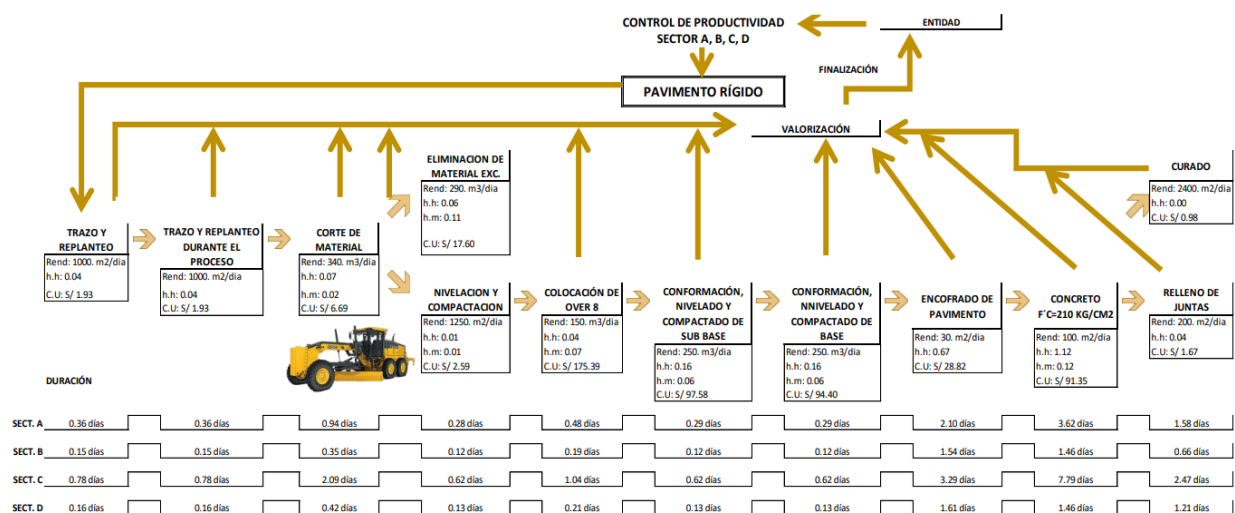 CONTROL DE PRODUCTIVIDAD
SECTOR A, B, C, D
ENTIDAD
FINALIZACIÓN
PAVIMENTO RÍGIDO
VALORIZACIÓN
TRAZO Y
REPLANTEO
Rend: 1000. m2/dia
h.h: 0.04
C.U: S/ 1.93
TRAZO Y REPLANTEO
DURANTE EL
PROCESO
Rend: 1000. m2/dia
h.h: 0.04
C.U: S/ 1.93
CORTE DE
MATERIAL
Rend: 340. m3/dia
h.h: 0.07
h.m: 0.02
C.U: S/ 6.69
ELIMINACION DE
MATERIAL EXC.
Rend: 290. m3/dia
h.h: 0.06
h.m: 0.11
C.U: S/ 17.60
NIVELACION Y
COMPACTACION
Rend: 1250. m2/dia
h.h: 0.01
h.m: 0.01
C.U: S/ 2.59
COLOCACIÓN DE
OVER 8
Rend: 150. m3/dia
h.h: 0.04
h.m: 0.07
C.U: S/ 175.39
CONFORMACIÓN,
NIVELADO Y
COMPACTADO DE
SUB BASE
Rend: 250. m3/dia
h.h: 0.16
h.m: 0.06
C.U: S/ 97.58
CONFORMACIÓN,
NNIVELADO Y
COMPACTADO DE
BASE
Rend: 250. m3/dia
h.h: 0.16
h.m: 0.06
C.U: S/ 94.40
ENCOFRADO DE
PAVIMENTO
Rend: 30. m2/dia
h.h: 0.67
C.U: S/ 28.82
CONCRETO
F´C=210 KG/CM2
Rend: 100. m2/dia
h.h: 1.12
h.m: 0.12
C.U: S/ 91.35
RELLENO DE
JUNTAS
Rend: 200. m2/dia
h.h: 0.04
C.U: S/ 1.67
CURADO
Rend: 2400. m2/dia
h.h: 0.00
C.U: S/ 0.98
DURACIÓN
SECT. A 0.36 días 0.36 días 0.94 días 0.28 días 0.48 días 0.29 días 0.29 días 2.10 días 3.62 días 1.58 días
SECT. B 0.15 días 0.15 días 0.35 días 0.12 días 0.19 días 0.12 días 0.12 días 1.54 días 1.46 días 0.66 días
SECT. C 0.78 días 0.78 días 2.09 días 0.62 días 1.04 días 0.62 días 0.62 días 3.29 días 7.79 días 2.47 días
SECT. D 0.16 días 0.16 días 0.42 días 0.13 días 0.21 días 0.13 días 0.13 días 1.61 días 1.46 días 1.21 días